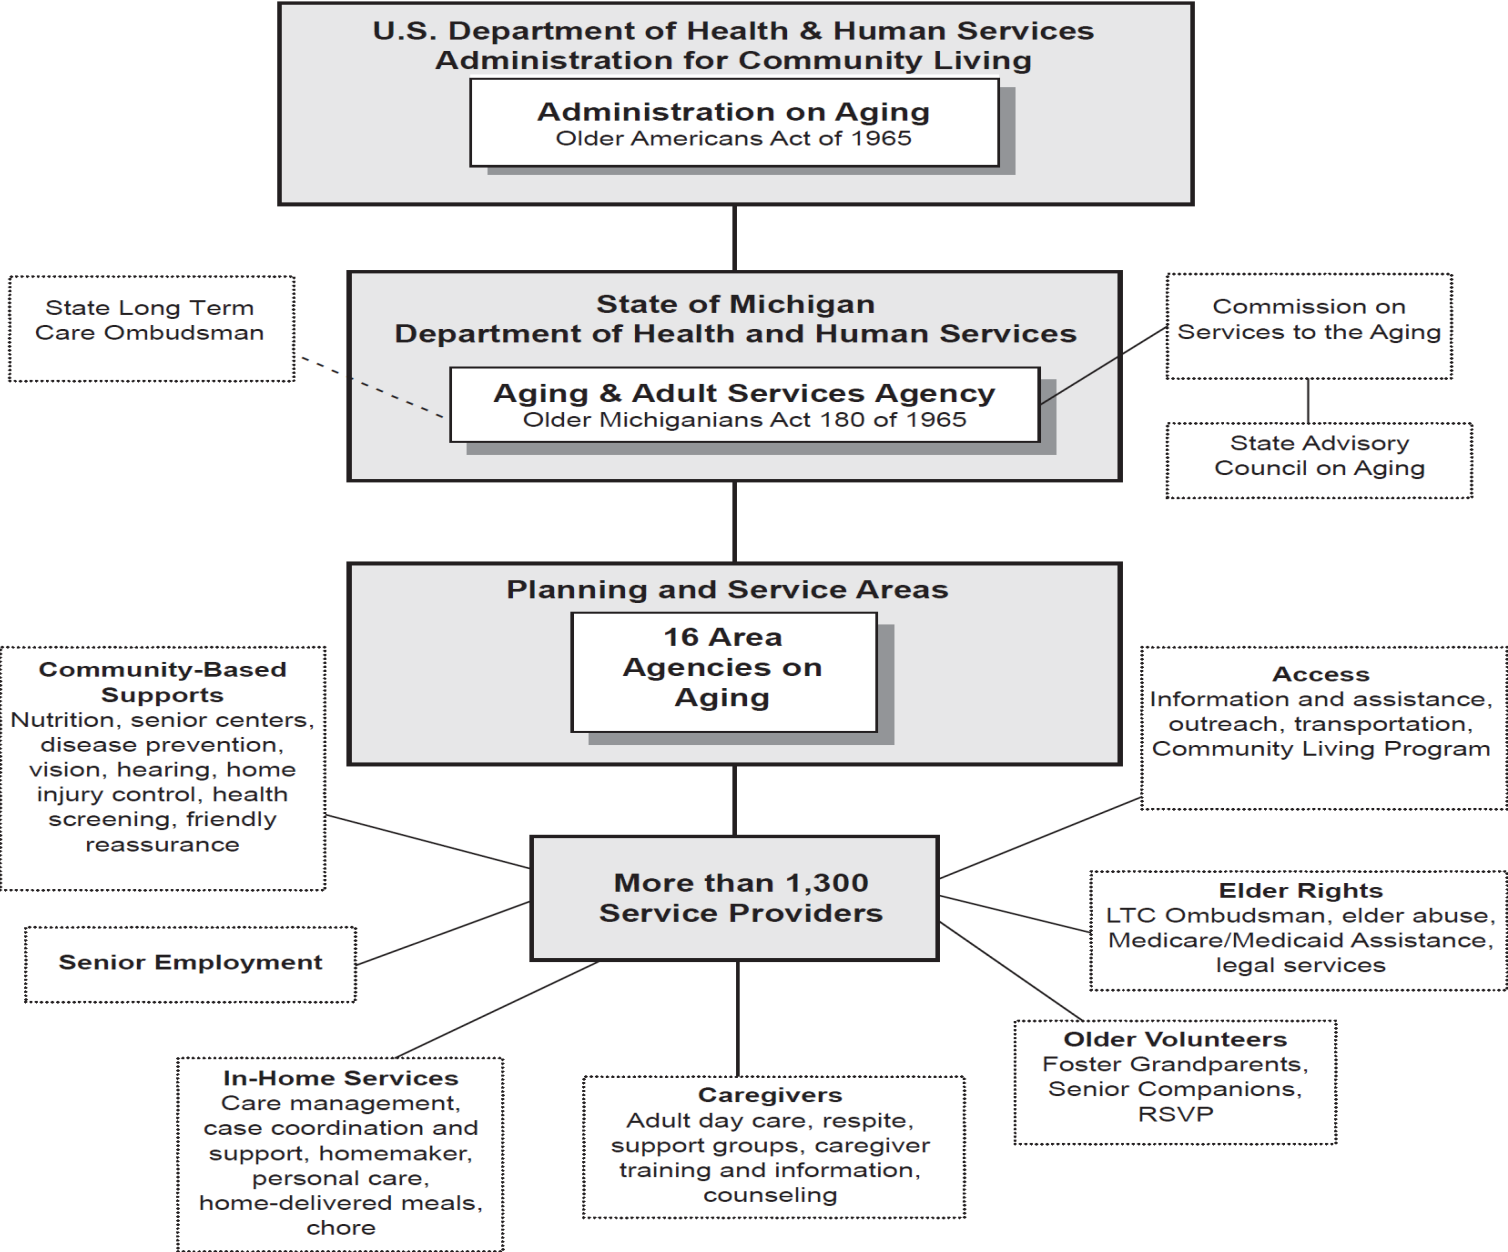 U.S. Department of Health & Human Services
Administration for Community Living
Administration on Aging
Older Americans Act of 1965
State Long Term
Care Ombudsman
State of Michigan
Department of Health and Human Services
Aging & Adult Services Agency
Older Michiganians Act 180 of 1965
Commission on
Services to the Aging
State Advisory
Council on Aging
Planning and Service Areas
16 Area
Agencies on
Aging
Community-Based
Supports
Nutrition, senior centers,
disease prevention,
vision, hearing, home
injury control, health
screening, friendly
reassurance
Access
Information and assistance,
outreach, transportation,
Community Living Program
More than 1,300
Service Providers
Elder Rights
LTC Ombudsman, elder abuse,
Medicare/Medicaid Assistance,
legal services
Senior Employment
Older Volunteers
Foster Grandparents,
Senior Companions,
RSVP
In-Home Services
Care management,
case coordination and
support, homemaker,
personal care,
home-delivered meals,
chore
Caregivers
Adult day care, respite,
support groups, caregiver
training and information,
counseling